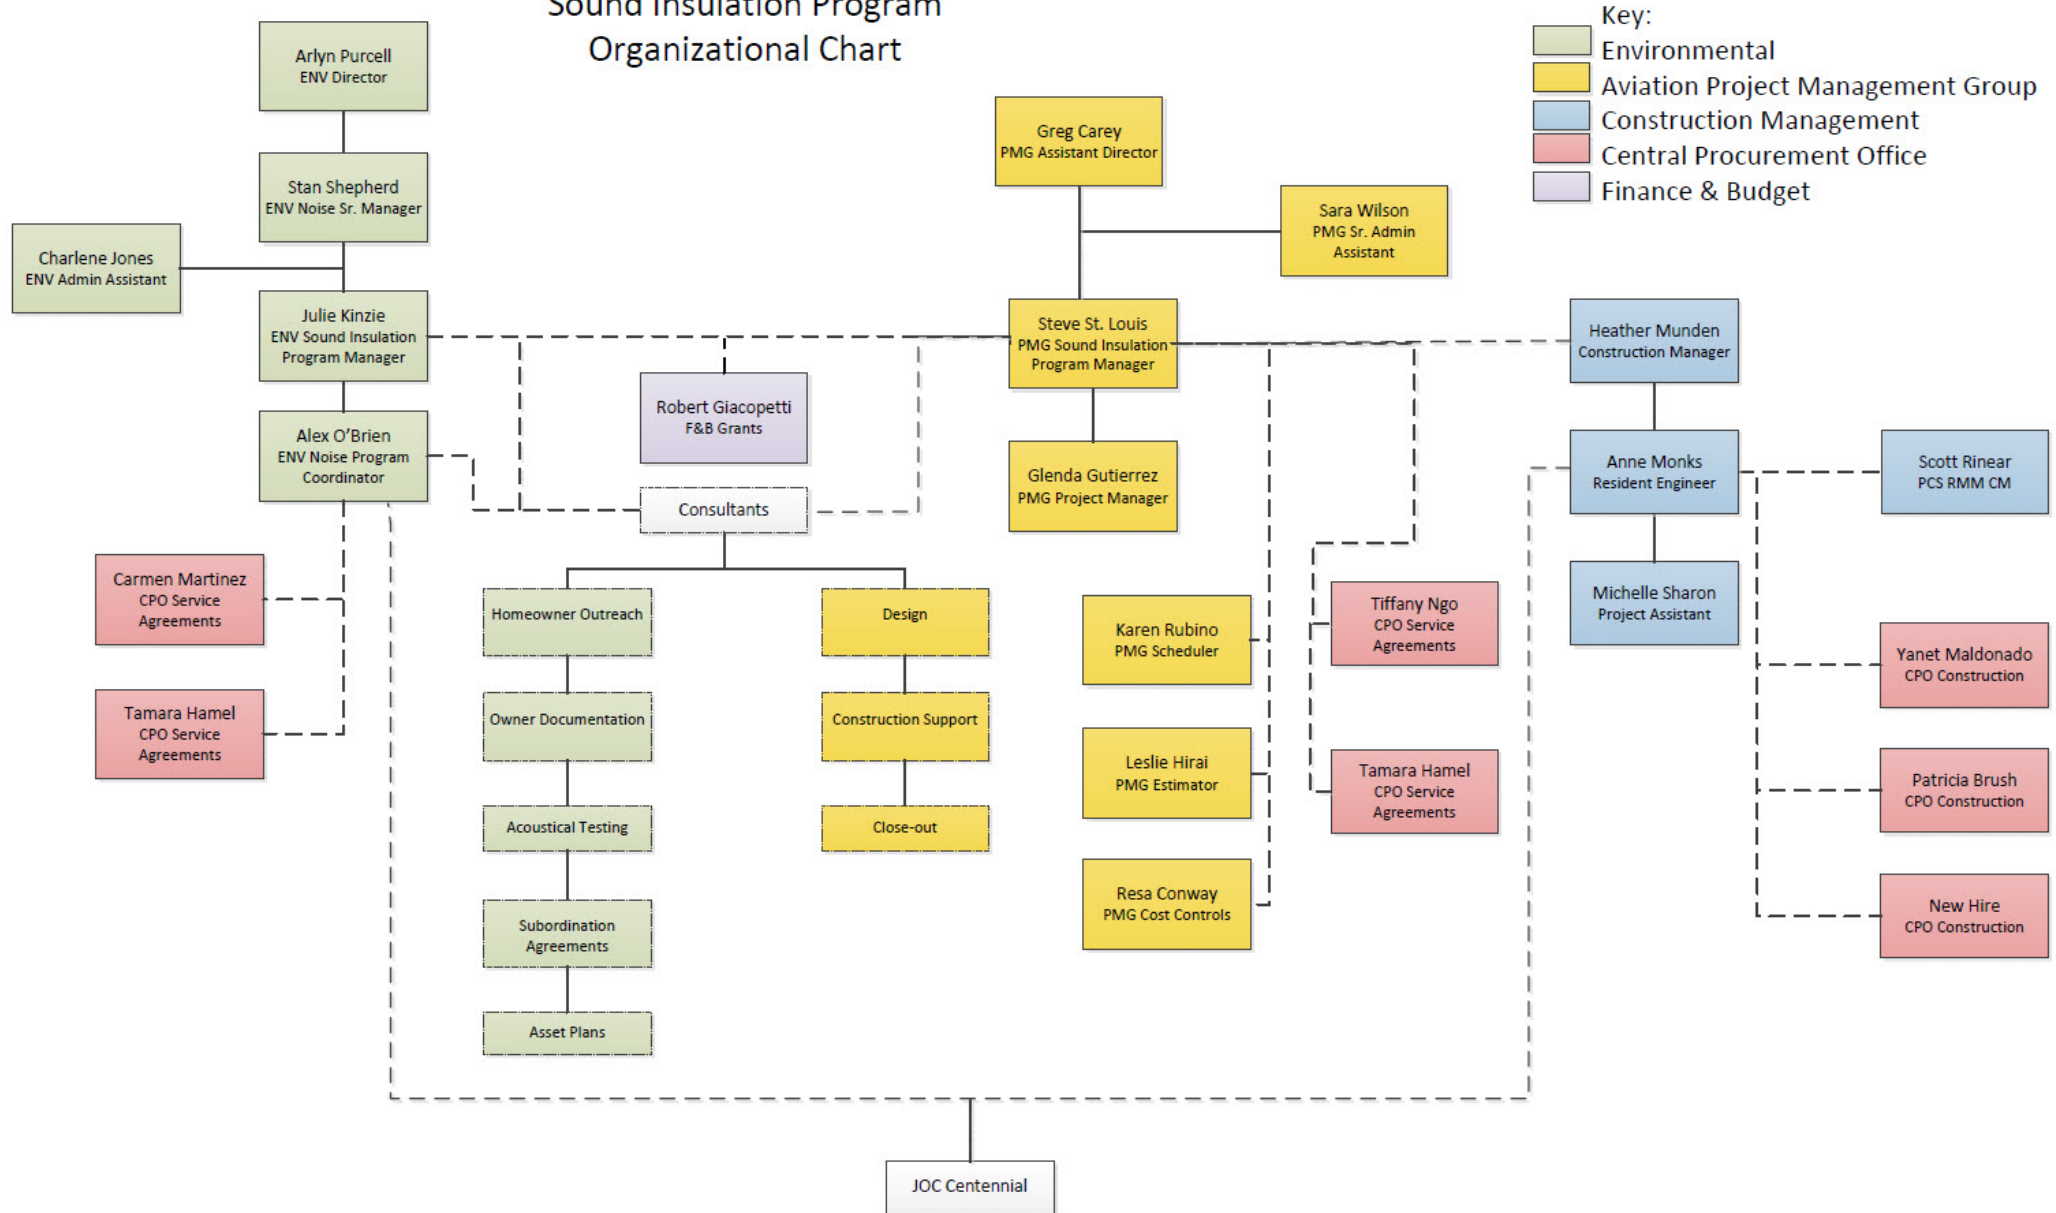 Sound Insulation Program
Organizational Chart
Key:
Environmental
Aviation Project Management Group
Construction Management
Central Procurement Office
Finance & Budget
Arlyn Purcell
ENV Director
Stan Shepherd
ENV Noise Sr. Manager
Charlene Jones
ENV Admin Assistant
Julie Kinzie
ENV Sound Insulation
Program Manager
Alex O’Brien
ENV Noise Program
Coordinator
Carmen Martinez
CPO Service
Agreements
Tamara Hamel
CPO Service
Agreements
Robert Giacopetti
F&B Grants
Consultants
Homeowner Outreach
Owner Documentation
Acoustical Testing
Subordination
Agreements
Asset Plans
Design
Construction Support
Close-out
Greg Carey
PMG Assistant Director
Sara Wilson
PMG Sr. Admin
Assistant
Steve St. Louis
PMG Sound Insulation
Program Manager
Glenda Gutierrez
PMG Project Manager
Karen Rubino
PMG Scheduler
Leslie Hirai
PMG Estimator
Resa Conway
PMG Cost Controls
Tiffany Ngo
CPO Service
Agreements
Tamara Hamel
CPO Service
Agreements
Heather Munden
Construction Manager
Anne Monks
Resident Engineer
Scott Rinear
PCS RMM CM
Michelle Sharon
Project Assistant
Yanet Maldonado
CPO Construction
Patricia Brush
CPO Construction
New Hire
CPO Construction
JOC Centennial